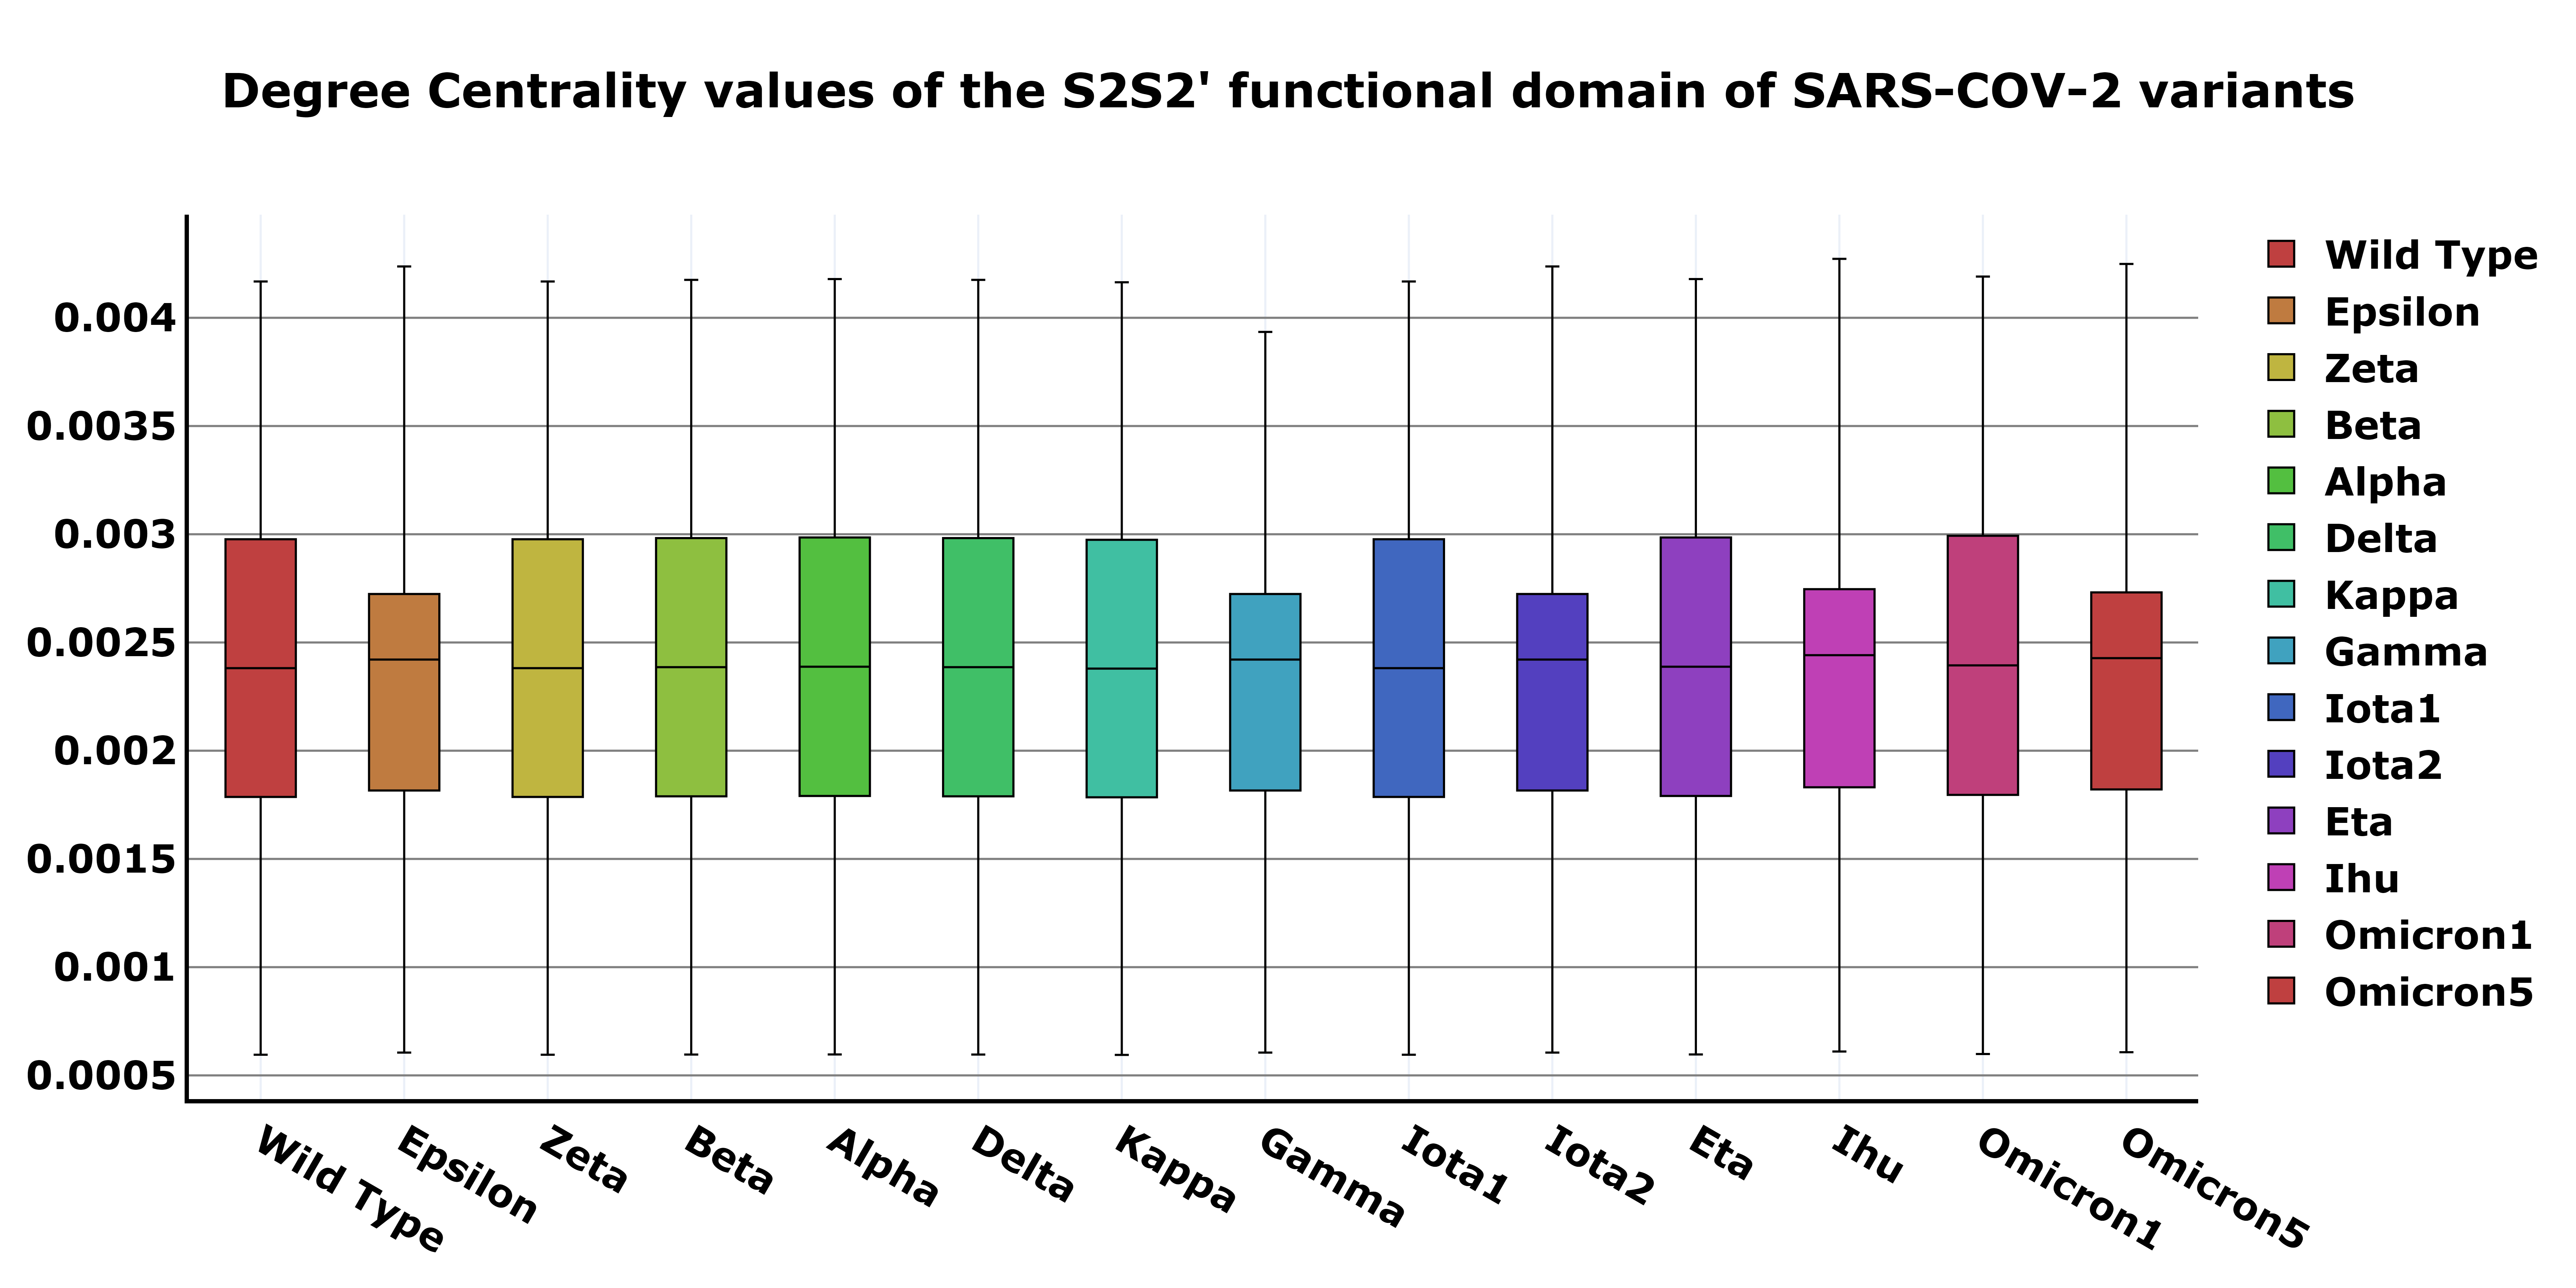 Degree Centrality values of the S2S2' functional domain of SARS-COV-2 variants
0.004
0.0035
0.003
0.0025
0.002
0.0015
0.001
0.0005
Wild Type
Epsilon
Zeta
Beta
Alpha
Delta
Kappa
Gamma
Iota1
Iota2
Eta
Ihu
Omicron1
Omicron5
Wild Type
Epsilon
Zeta
Beta
Alpha
Delta
Kappa
Gamma
Iota1
Iota2
Eta
Ihu
Omicron1
Omicron5